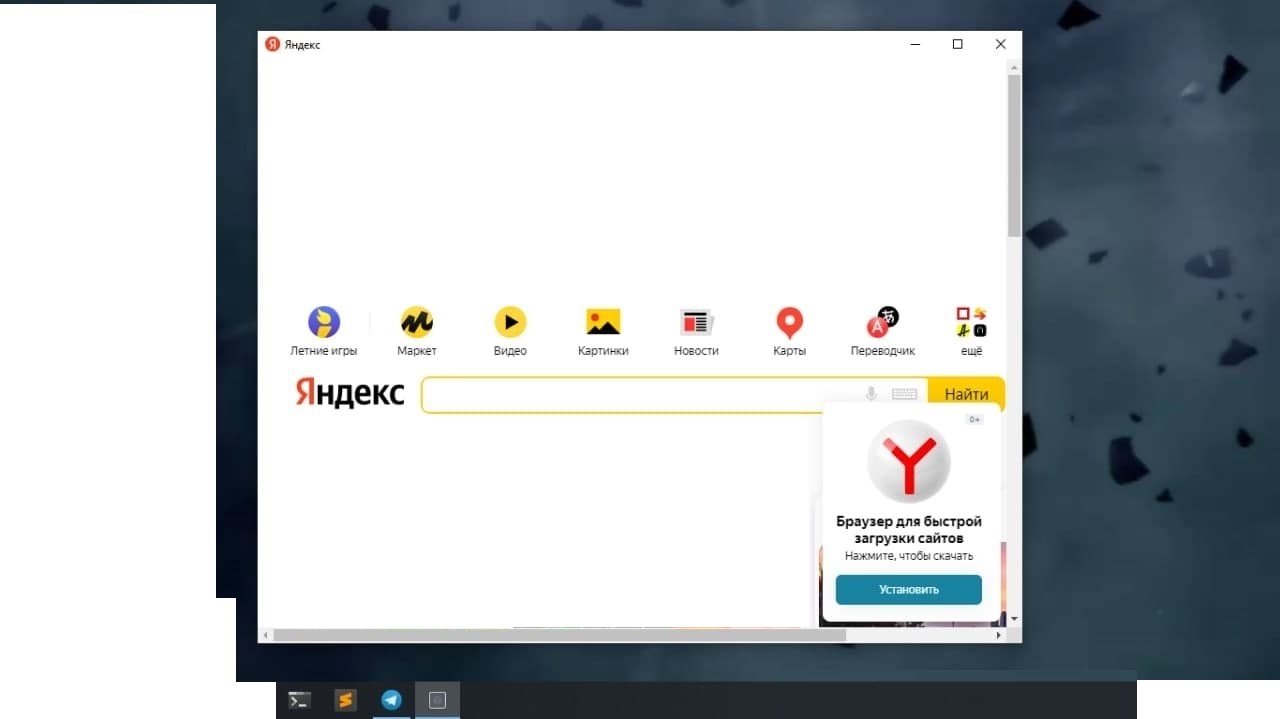 Яндекс
Летние игры
Маркет
Видео
Картинки
Новости
Карты
Переводчик
ещё
Яндекс
Найти
0+
Браузер для быстрой
загрузки сайтов
Нажмите, чтобы скачать
Установить